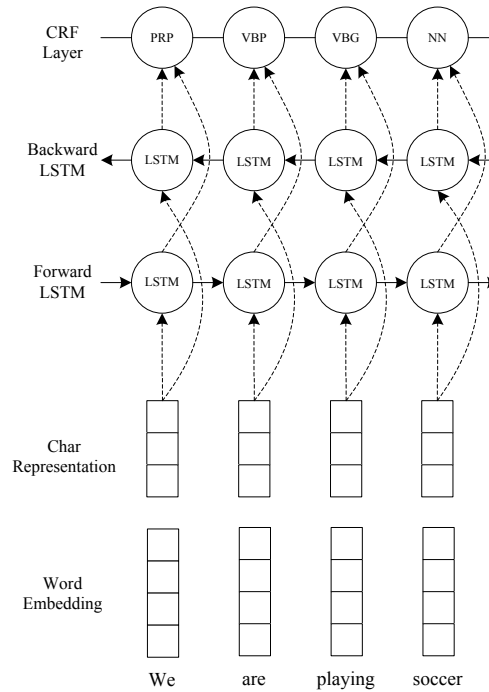 CRF
Layer
PRP
VBP
VBG
NN
Backward
LSTM
LSTM
LSTM
LSTM
LSTM
Forward
LSTM
LSTM
LSTM
LSTM
LSTM
Char
Representation
Word
Embedding
We
are
playing
soccer